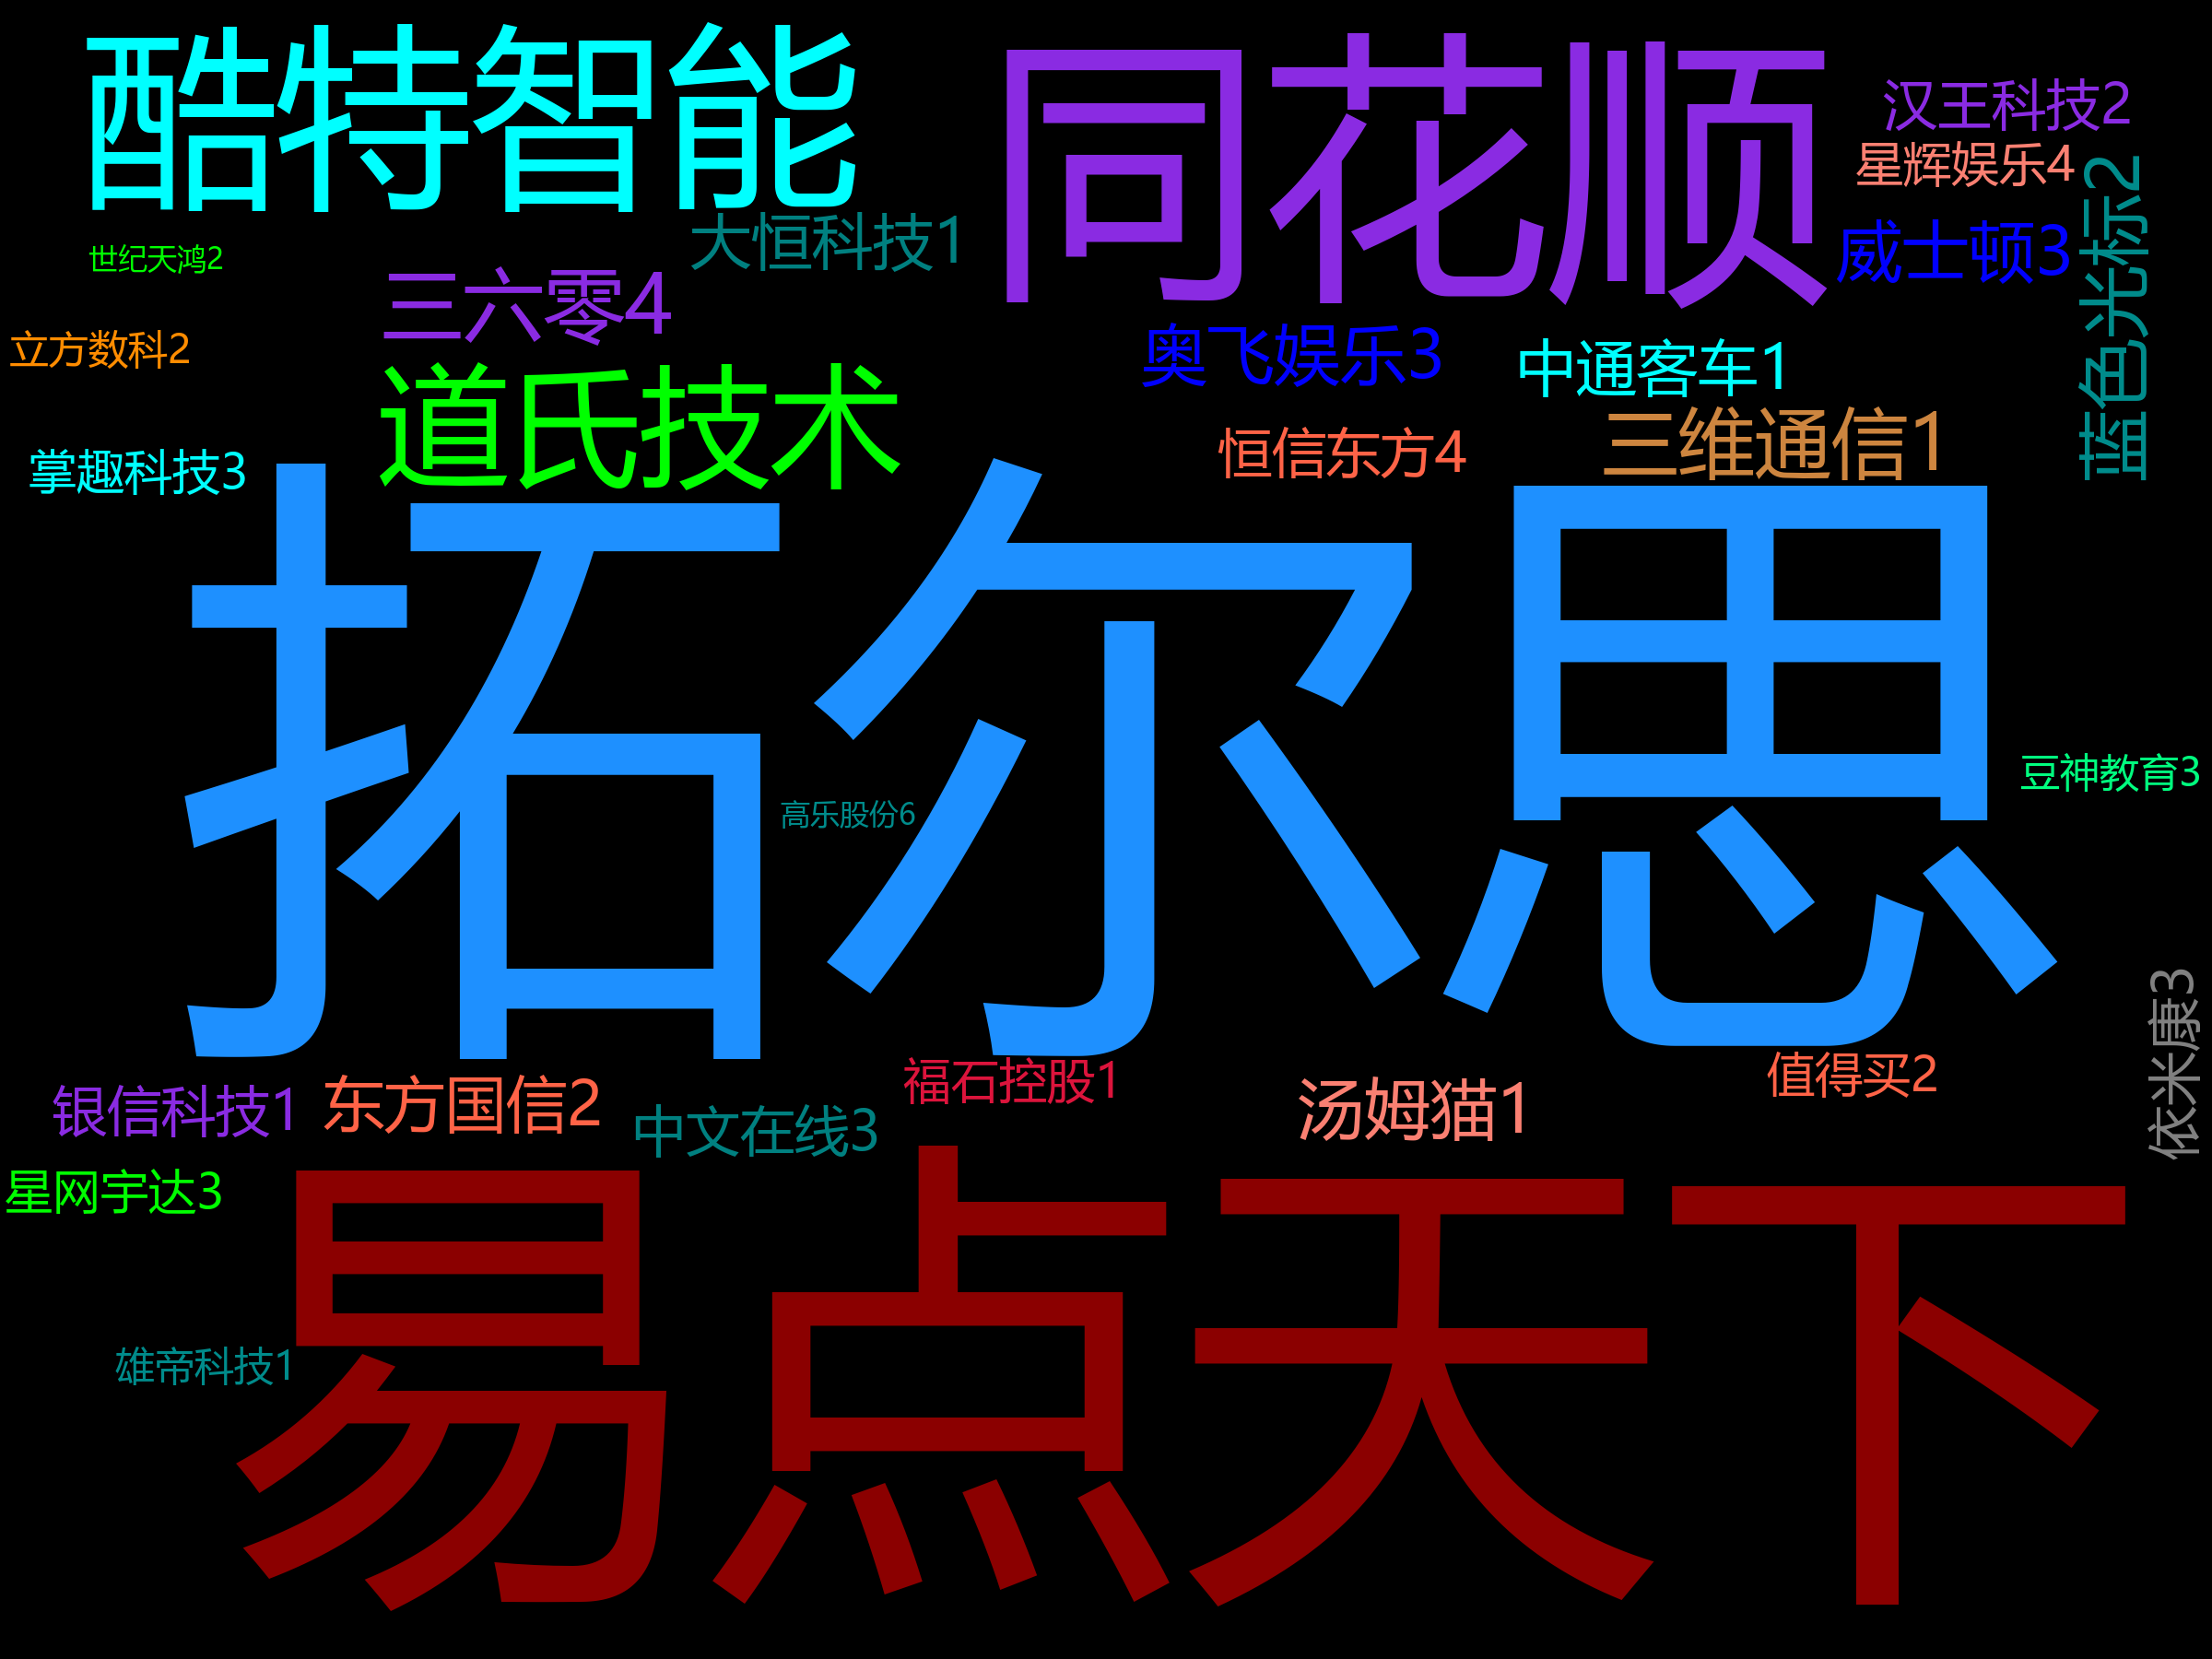 酷特智能
同花顺
汉王科技2
星辉娱乐4
蓝色光标2
威士顿3
大恒科技1
世纪天鸿2
三六零4
立方数科2
奥飞娱乐3
中通客车1
道氏技术
三维通信1
恒信东方4
掌趣科技3
拓尔思
豆神教育3
高乐股份6
依米康3
银信科技1
东方国信2
福石控股1
汤姆猫1
值得买2
中文在线3
星网宇达3
易点天下
雄帝科技1